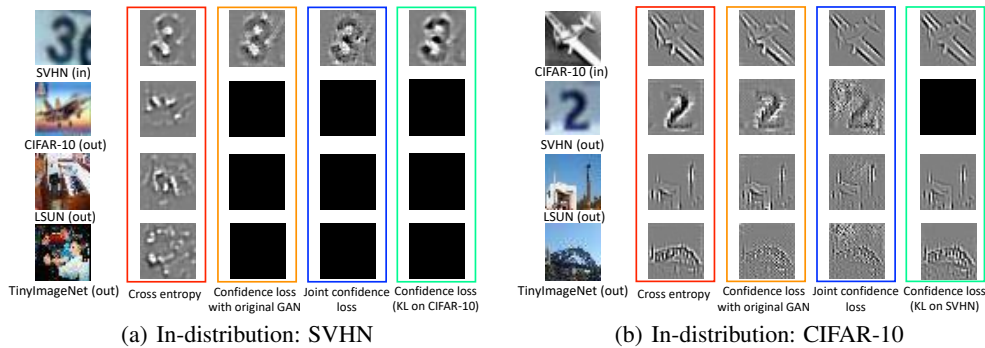 3
SVHN (in)
CIFAR-10 (out)
LSUN (out)
TinyImageNet (out)
Cross entropy
Confidence loss
with original GAN
Joint confidence
loss
Confidence loss
(KL on CIFAR-10)
(a) In-distribution: SVHN
CIFAR-10 (in)
2
SVHN (out)
LSUN (out)
TinyImageNet (out)
Cross entropy
Confidence loss
with original GAN
Joint confidence
loss
Confidence loss
(KL on SVHN)
(b) In-distribution: CIFAR-10